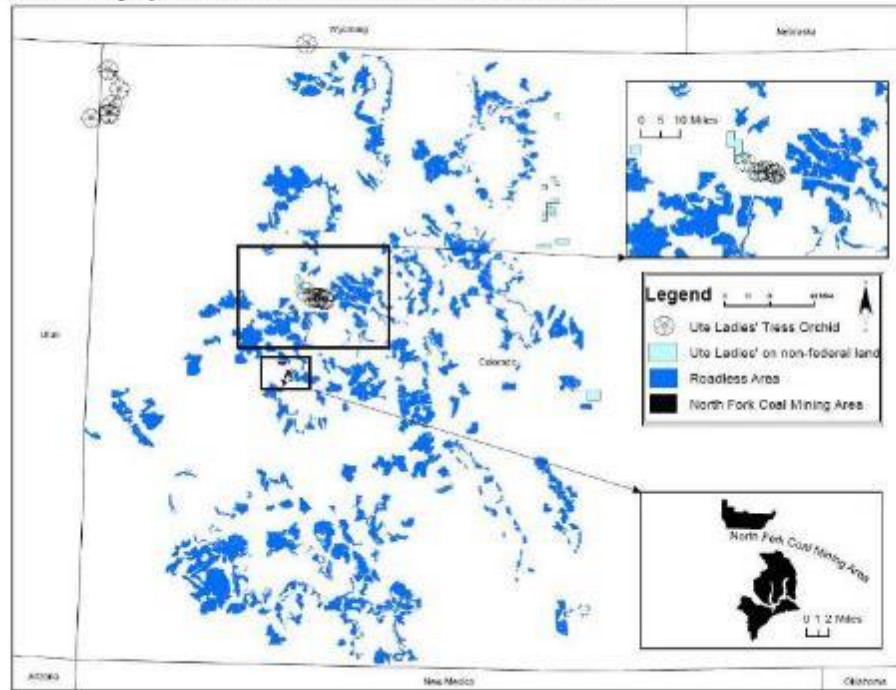 Wyoming
Nebraska
0 5 10 Miles
Legend
Ute Ladies' Tress Orchid
Utah
Ute Ladies' on non-federal land
Colorado
Roadless Area
North Fork Coal Mining Area
North Fork Coal Mining Area
0 1 2 Miles
Arizona
New Mexico
Oklahoma